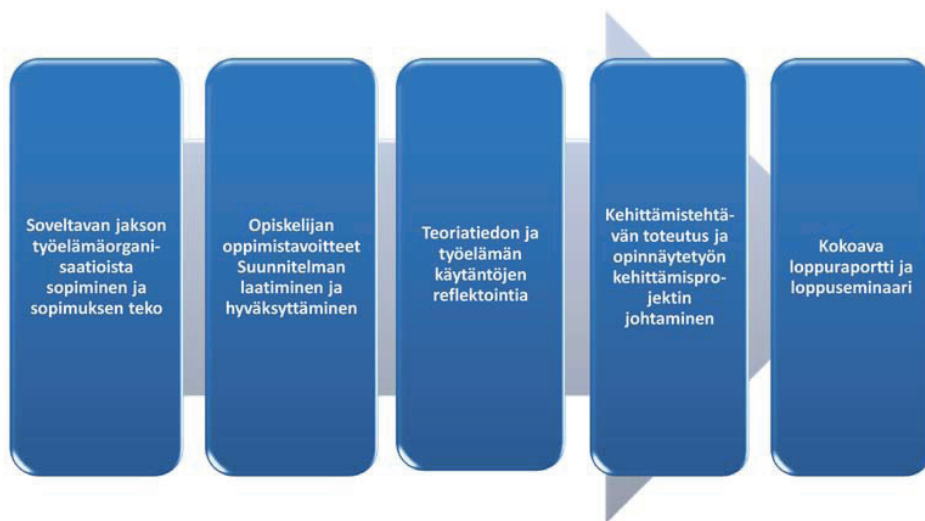 Soveltavan jakson
työelämäorgani-
saatioista
sopiminen ja
sopimuksen teko
Opiskelijan
oppimistavoitteet
Suunnitelman
laatiminen ja
hyväksyttäminen
Teoriatiedon ja
työelämän
käytäntöjen
reflektointia
Kehittämistehtä-
vän toteutus ja
opinnäytetyön
kehittämispro-
jektin
johtaminen
Kokoava
loppuraportti ja
loppuseminaari